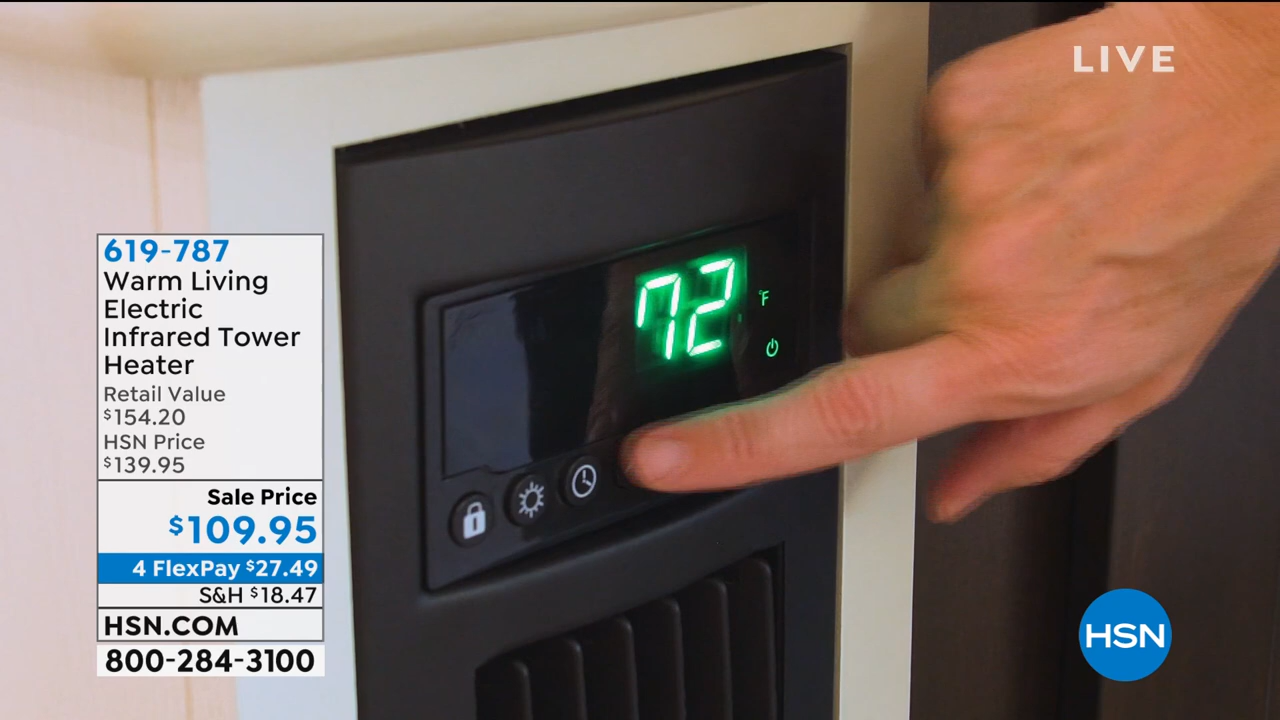 LIVE
619-787
Warm Living
Electric
Infrared Tower
Heater
Retail Value
$154.20
HSN Price
$139.95
Sale Price
$109.95
4 FlexPay $27.49
S&H $18.47
HSN.COM
800-284-3100
72
°F
HSN